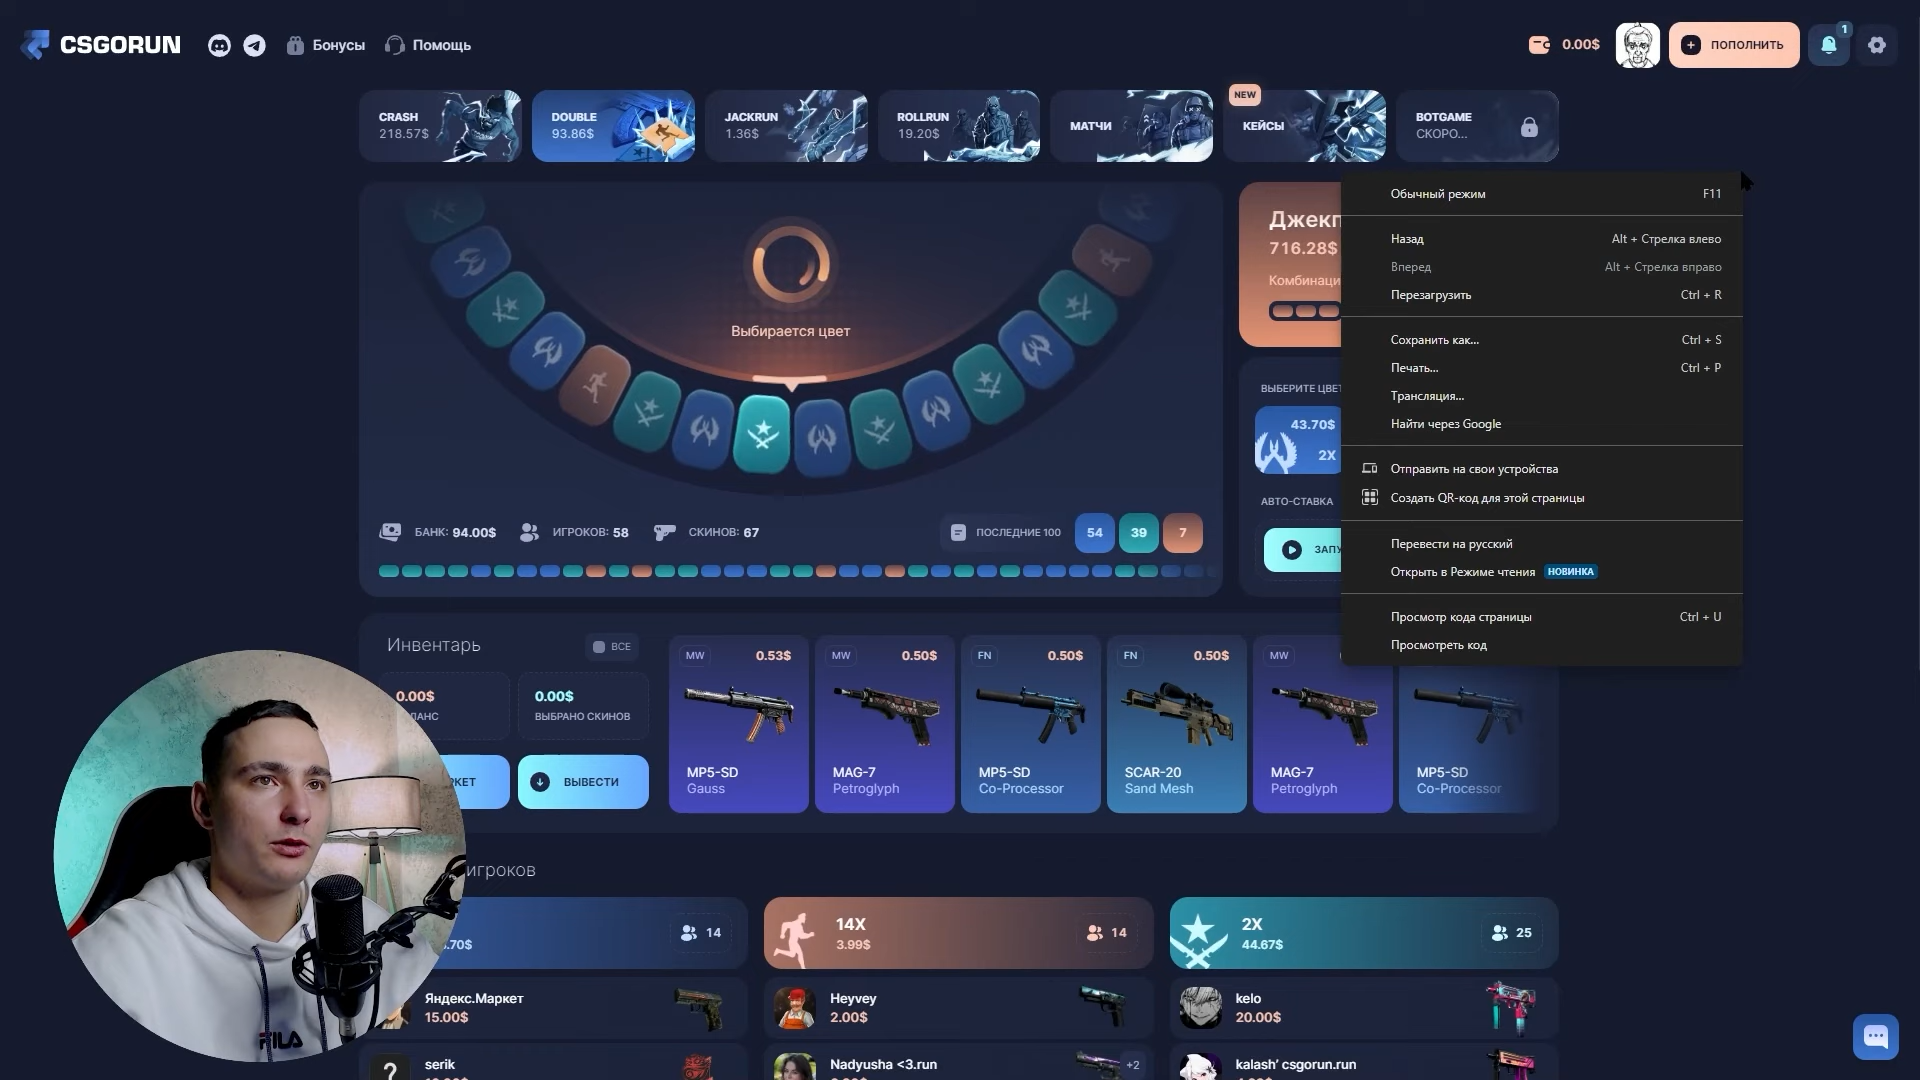 CSGORUN
Бонусы
Помощь
0.00$
ПОПОЛНИТЬ
1
CRASH
218.57$
DOUBLE
93.86$
JACKRUN
1.36$
ROLLRUN
19.20$
МАТЧИ
NEW
КЕЙСЫ
BOTGAME
СКОРО...
Выбирается цвет
БАНК: 94.00$
ИГРОКОВ: 58
СКИНОВ: 67
ПОСЛЕДНИЕ 100
54
39
7
716.28$
ВЫБЕРИТЕ ЦВЕТ
43.70$
2X
АВТО-СТАВКА
Обычный режим F11
Назад Alt + Стрелка влево
Вперед Alt + Стрелка вправо
Перезагрузить Ctrl + R
Сохранить как... Ctrl + S
Печать... Ctrl + P
Трансляция...
Найти через Google
Отправить на свои устройства
Создать QR-код для этой страницы
Перевести на русский
Открыть в Режиме чтения НОВИНКА
Просмотр кода страницы Ctrl + U
Просмотреть код
Инвентарь
ВСЕ
0.00$
0.00$
ВЫБРАНО СКИНОВ
ВЫВЕСТИ
MW 0.53$
MP5-SD
Gauss
MW 0.50$
MAG-7
Petroglyph
FN 0.50$
MP5-SD
Co-Processor
FN 0.50$
SCAR-20
Sand Mesh
MW
MAG-7
Petroglyph
MP5-SD
Co-Processor
игроков
14
14X
3.99$
14
2X
44.67$
25
Яндекс.Маркет
15.00$
Heyvey
2.00$
kelo
20.00$
?
serik
Nadyusha <3.run
+2
kalash’ csgorun.run
FILA